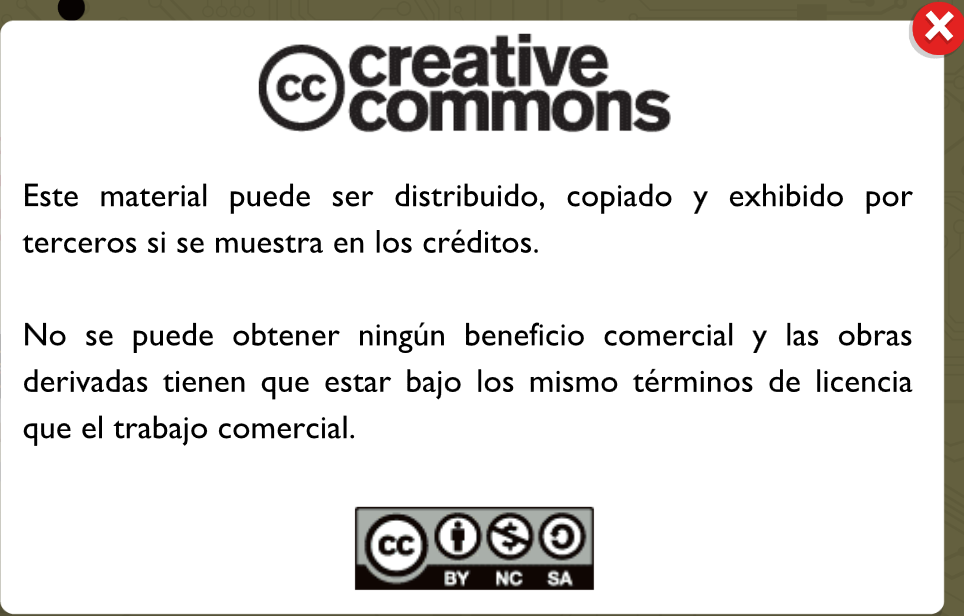 cc creative
commons
Este material puede ser distribuido, copiado y exhibido por
terceros si se muestra en los créditos.
No se puede obtener ningún beneficio comercial y las obras
derivadas tienen que estar bajo los mismo términos de licencia
que el trabajo comercial.
cc
BY NC SA